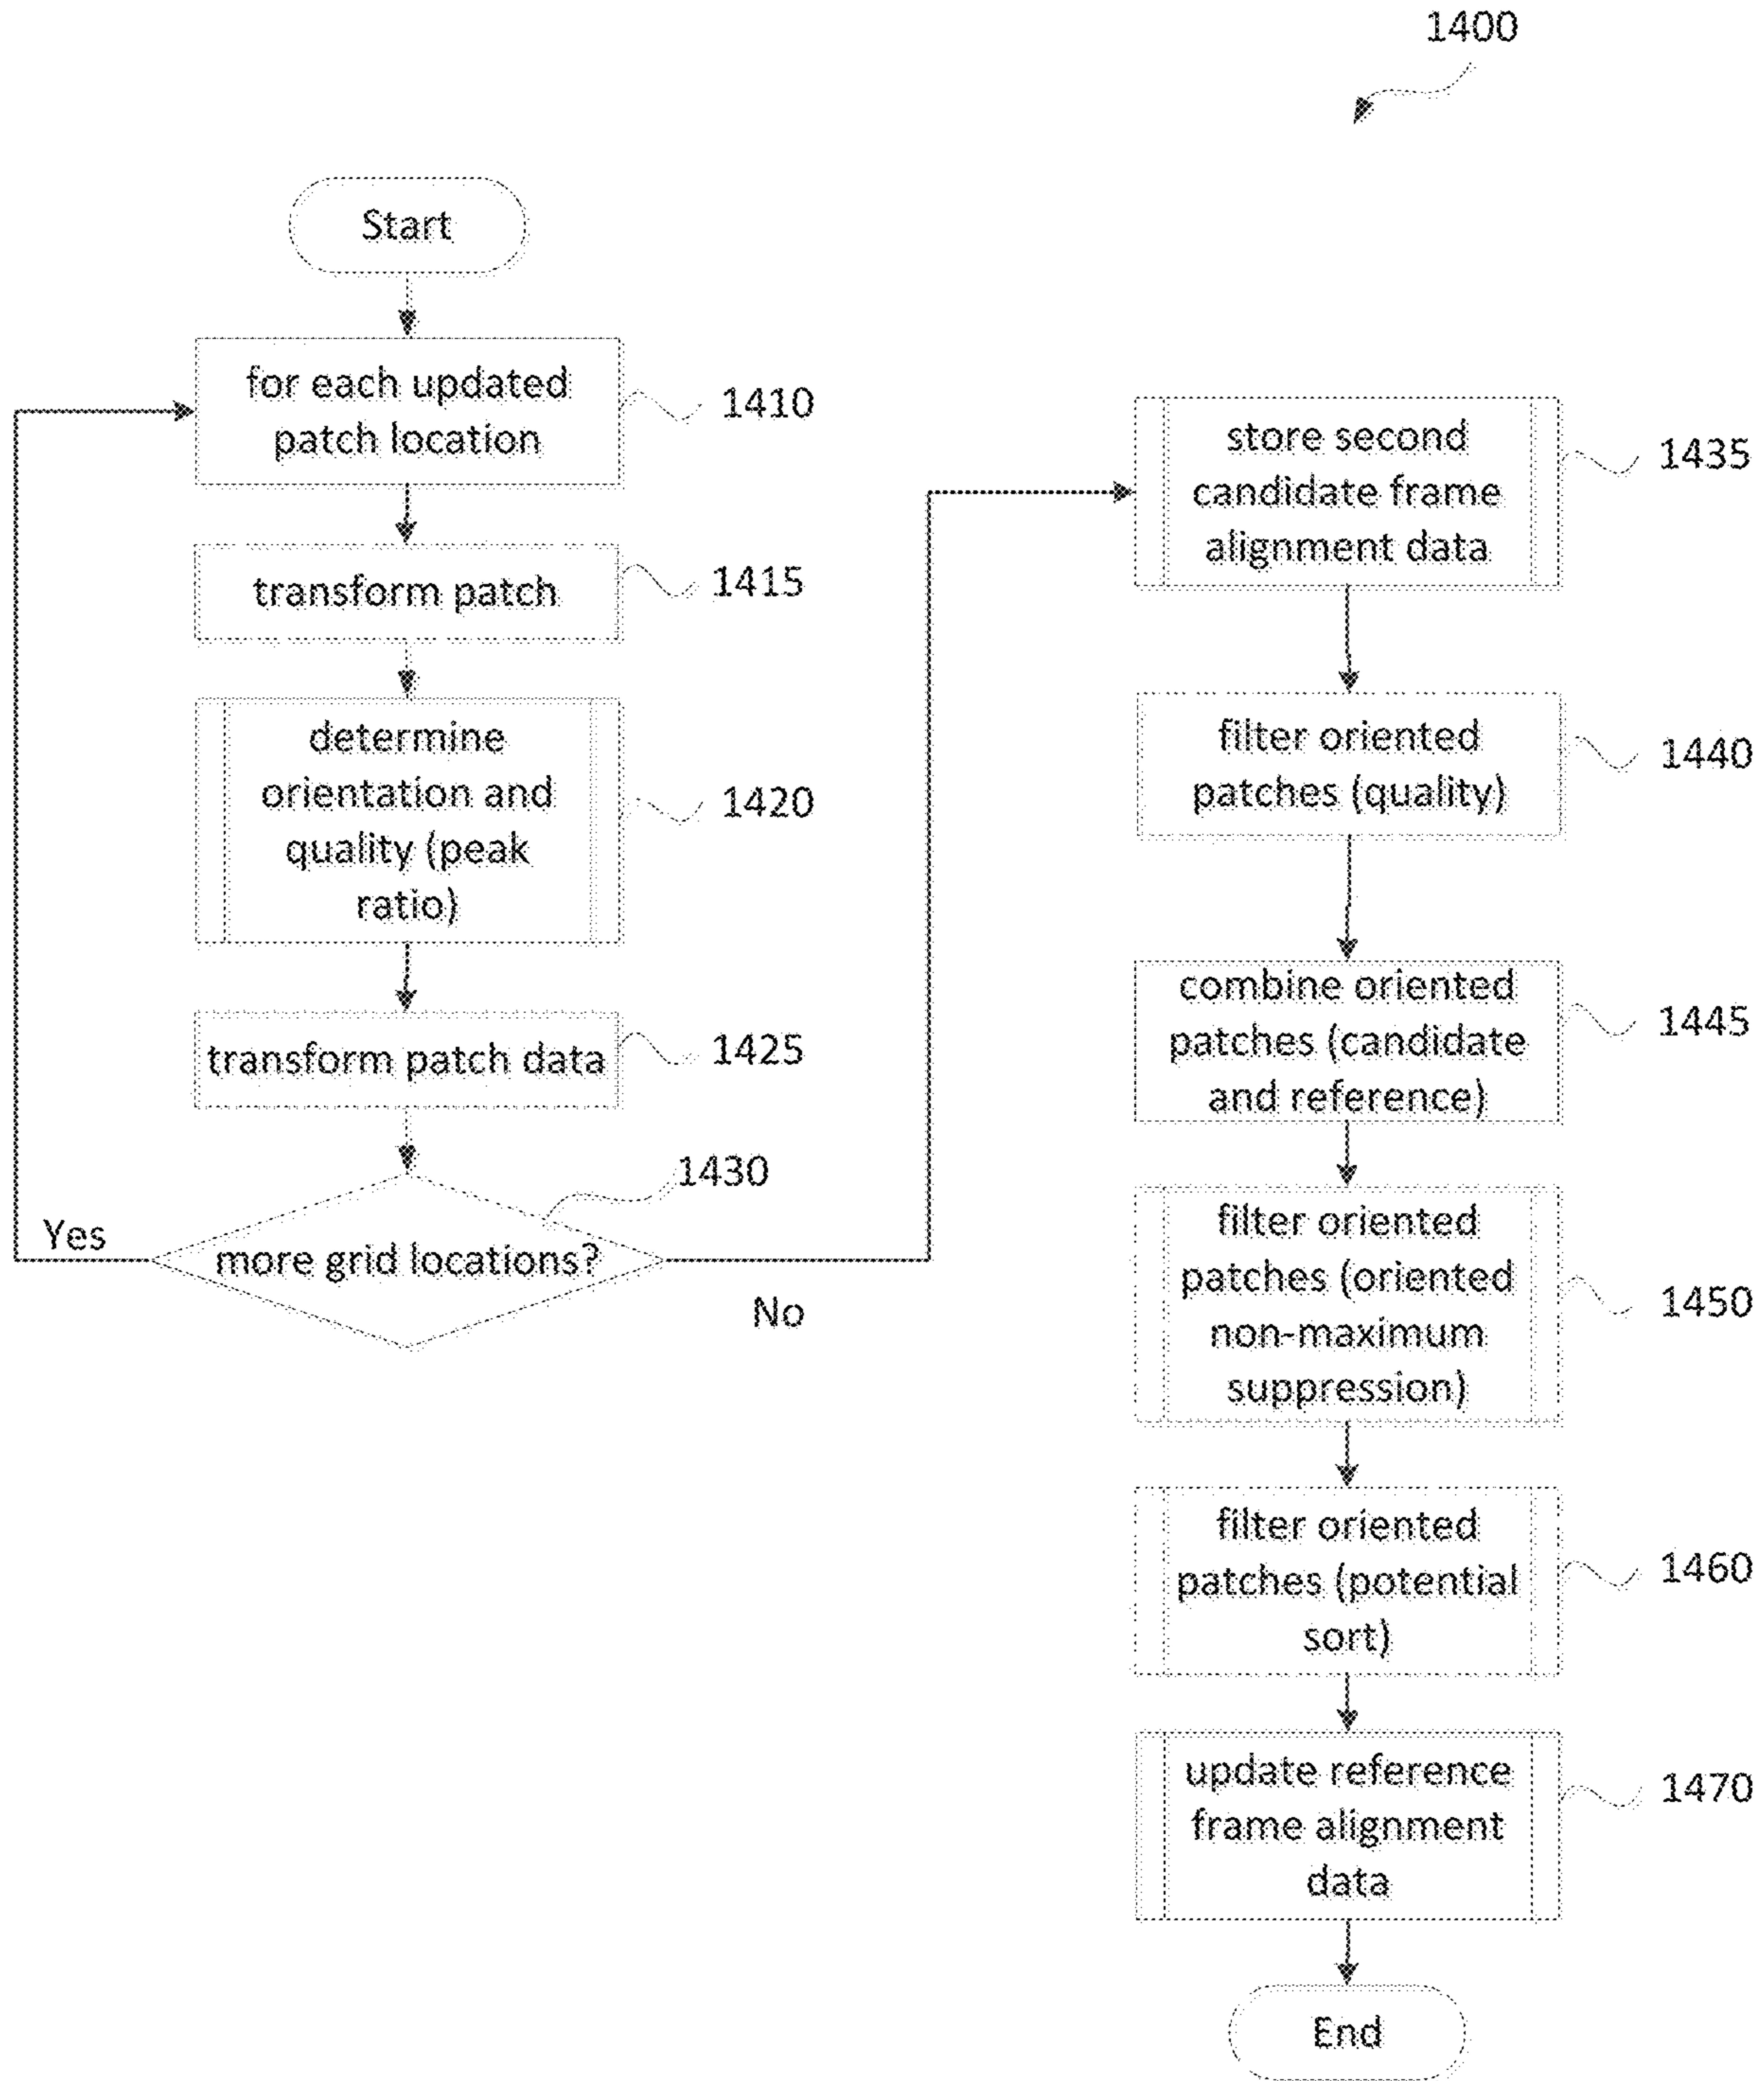 1400
Start
for each updated
patch location
1410
transform patch
1415
determine
orientation and
quality (peak
ratio)
1420
transform patch data
1425
1430
more grid locations?
Yes
No
store second
candidate frame
alignment data
1435
filter oriented
patches (quality)
1440
combine oriented
patches (candidate
and reference)
1445
filter oriented
patches (oriented
non-maximum
suppression)
1450
filter oriented
patches (potential
sort)
1460
update reference
frame alignment
data
1470
End